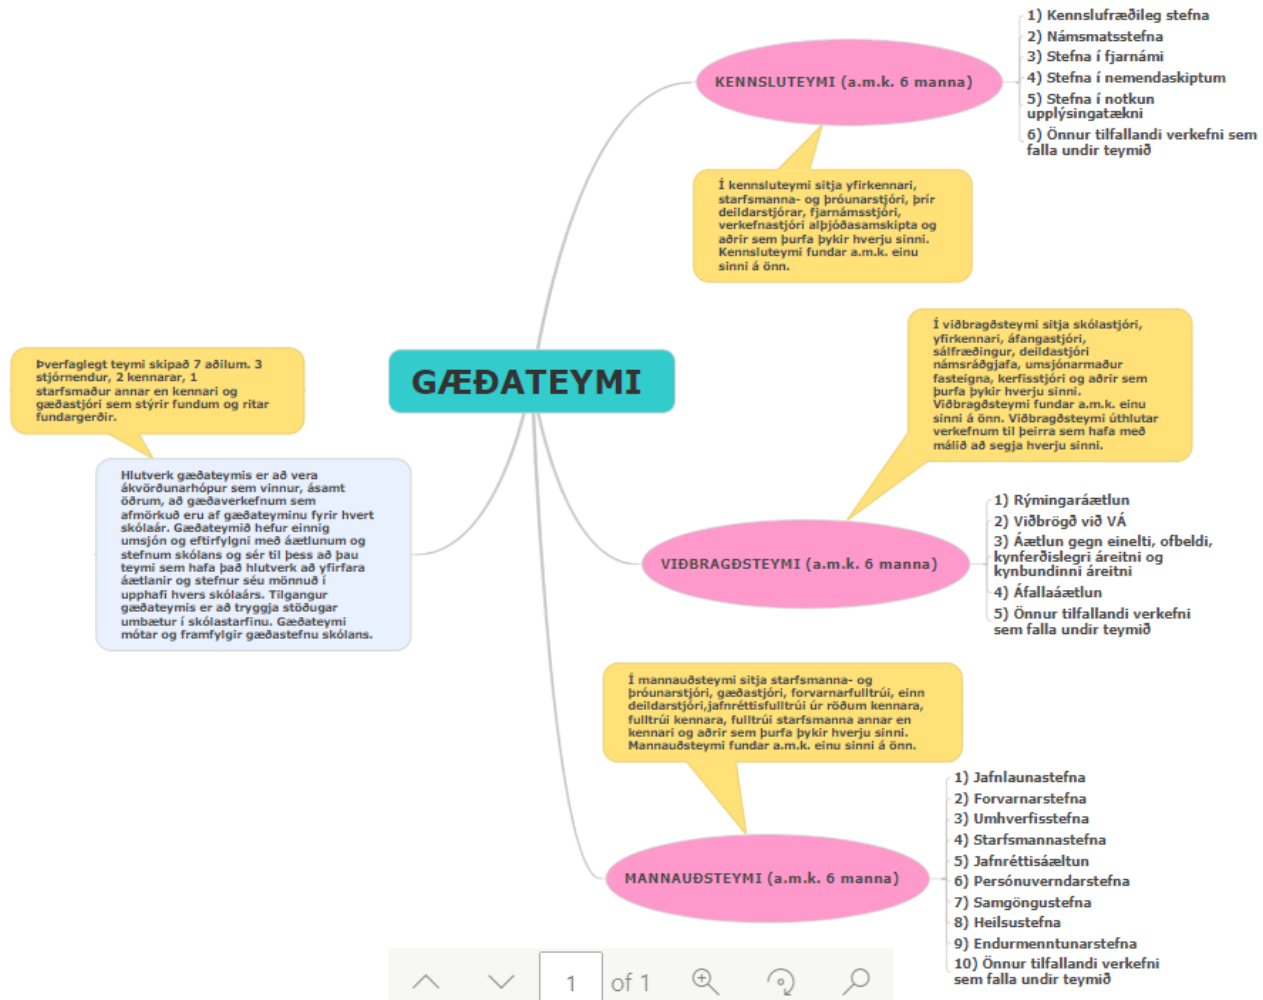 1) Kennslufræðileg stefna
2) Námsmatsstefna
3) Stefna í fjarnámi
4) Stefna í nemendaskiptum
5) Stefna í notkun
upplýsingatækni
6) Önnur tilfallandi verkefni sem
falla undir teymið
KENNSLUTEYMI (a.m.k. 6 manna)
Í kennsluteymi sitja yfirkennari,
starfsmanna- og þróunarstjóri, þrír
deildarstjórar, fjarnámsstjóri,
verkefnastjóri alþjóðasamskipta og
aðrir sem þurfa þykir hverju sinni.
Kennsluteymi fundar a.m.k. einu
sinni á önn.
Í viðbragðsteymi sitja skólastjóri,
yfirkennari, áfangastjóri,
sálfræðingur, deildastjóri
námsráðgjafa, umsjónarmaður
fasteigna, kerfisstjóri og aðrir sem
þurfa þykir hverju sinni.
Viðbragðsteymi fundar a.m.k. einu
sinni á önn. Viðbragðsteymi úthlutar
verkefnum til þeirra sem hafa með
málið að segja hverju sinni.
Þverfaglegt teymi skipað 7 aðilum. 3
stjórnendur, 2 kennarar, 1
starfsmaður annar en kennari og
gæðastjóri sem stýrir fundum og ritar
fundargerðir.
GÆÐATEYMI
Hlutverk gæðateymis er að vera
ákvörðunarhópur sem vinnur, ásamt
öðrum, að gæðaverkefnum sem
afmörkuð eru af gæðateyminu fyrir hvert
skólaár. Gæðateymið hefur einnig
umsjón og eftirfylgni með áætlunum og
stefnum skólans og sér til þess að þau
teymi sem hafa það hlutverk að yfirfara
áætlanir og stefnur séu mönnuð í
upphafi hvers skólaárs. Tilgangur
gæðateymis er að tryggja stöðugar
umbætur í skólastarfinu. Gæðateymi
mótar og framfylgir gæðastefnu skólans.
VIÐBRAGÐSTEYMI (a.m.k. 6 manna)
1) Rýmingaráætlun
2) Viðbrögð við VÁ
3) Áætlun gegn einelti, ofbeldi,
kynferðislegri áreitni og
kynbundinni áreitni
4) Áfallaáætlun
5) Önnur tilfallandi verkefni
sem falla undir teymið
Í mannauðsteymi sitja starfsmanna- og
þróunarstjóri, gæðastjóri, forvarnarfulltrúi, einn
deildarstjóri,jafnréttisfulltrúi úr röðum kennara,
fulltrúi kennara, fulltrúi starfsmanna annar en
kennari og aðrir sem þurfa þykir hverju sinni.
Mannauðsteymi fundar a.m.k. einu sinni á önn.
MANNAUÐSTEYMI (a.m.k. 6 manna)
1) Jafnlaunastefna
2) Forvarnarstefna
3) Umhverfisstefna
4) Starfsmannastefna
5) Jafnréttisáæltun
6) Persónuverndarstefna
7) Samgöngustefna
8) Heilsustefna
9) Endurmenntunarstefna
10) Önnur tilfallandi verkefni
sem falla undir teymið
1 of 1